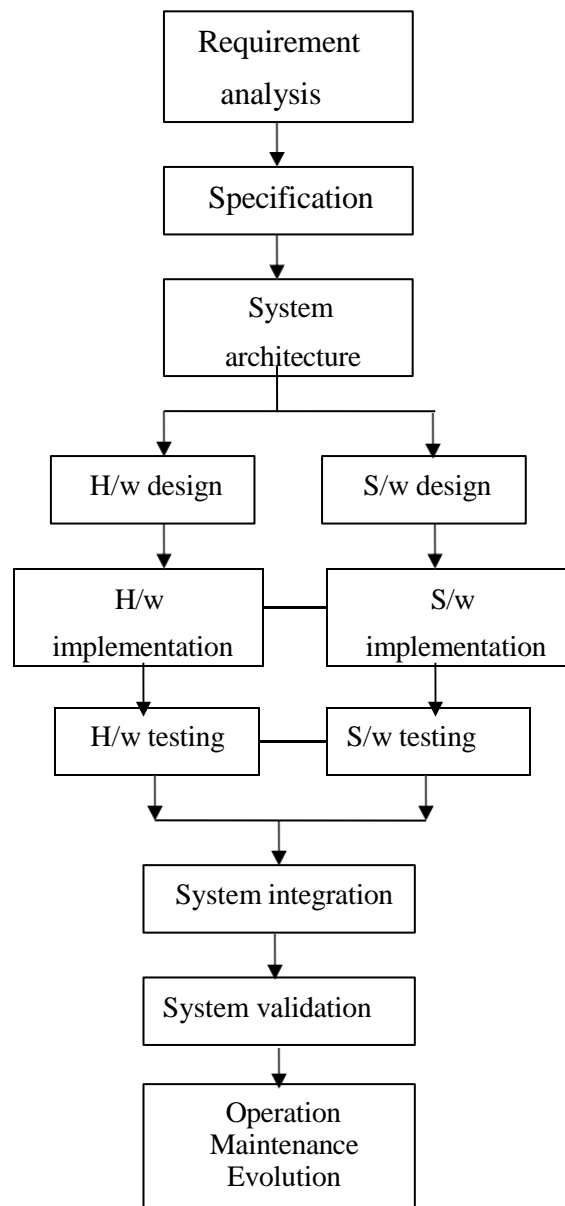 Requirement
analysis
Specification
System
architecture
H/w design
S/w design
H/w
implementation
S/w
implementation
H/w testing
S/w testing
System integration
System validation
Operation
Maintenance
Evolution